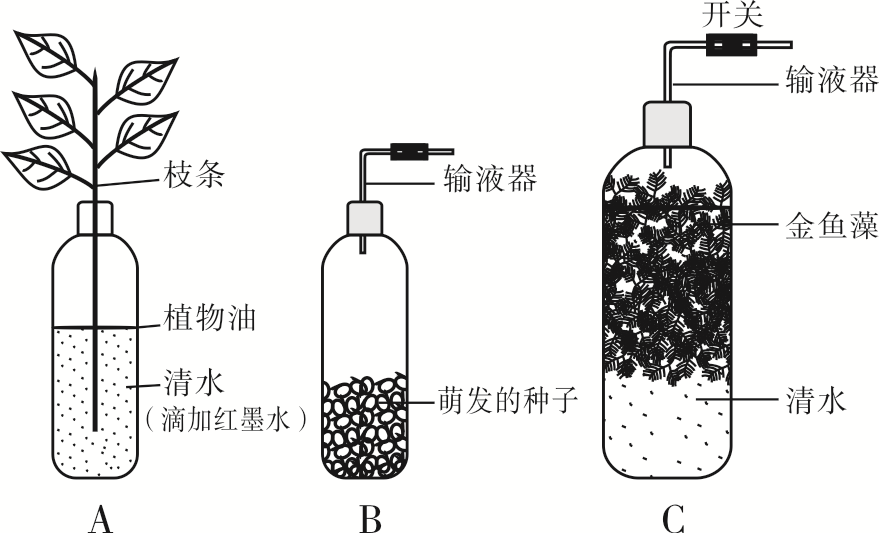 开关
输液器
枝条
输液器
金鱼藻
植物油
清水
（滴加红墨水）
萌发的种子
清水
A
B
C